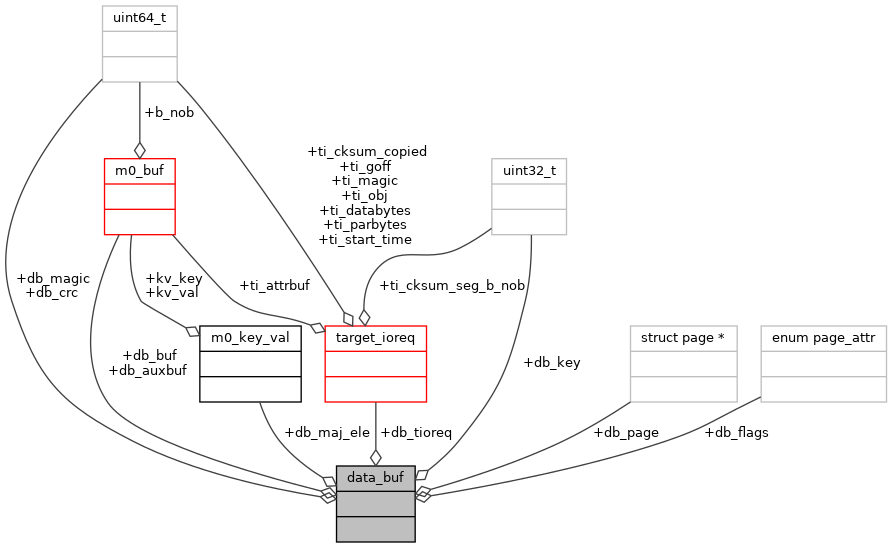 uint64_t
+b_nob
m0_buf
+ti_cksum_copied
+ti_goff
+ti_magic
+ti_obj
+ti_databytes
+ti_parbytes
+ti_start_time
uint32_t
+db_magic
+db_crc
+kv_key
+kv_val
+ti_attrbuf
+ti_cksum_seg_b_nob
m0_key_val
target_ioreq
struct page *
enum page_attr
+db_buf
+db_auxbuf
+db_key
+db_maj_ele
+db_tioreq
+db_page
+db_flags
data_buf